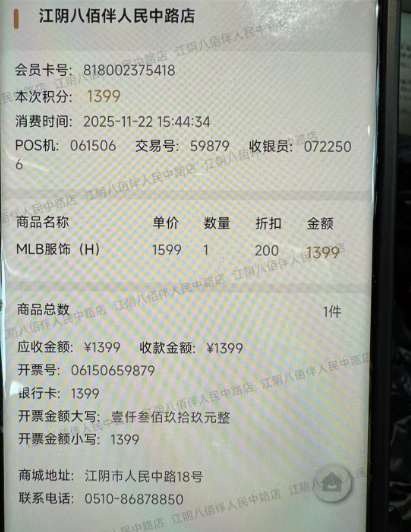 江阴八佰伴人民中路店
会员卡号: 818002375418
本次积分: 1399
消费时间: 2025-11-22 15:44:34
POS机: 061506 交易号: 59879 收银员: 072250
6
商品名称 单价 数量 折扣 金额
MLB服饰（H） 1599 1 200 1399
商品总数 1件
应收金额: ¥1399 收款金额: ¥1399
开票号: 06150659879
银行卡: 1399
开票金额大写: 壹仟叁佰玖拾玖元整
开票金额小写: 1399
商城地址: 江阴市人民中路18号
联系电话: 0510-86878850